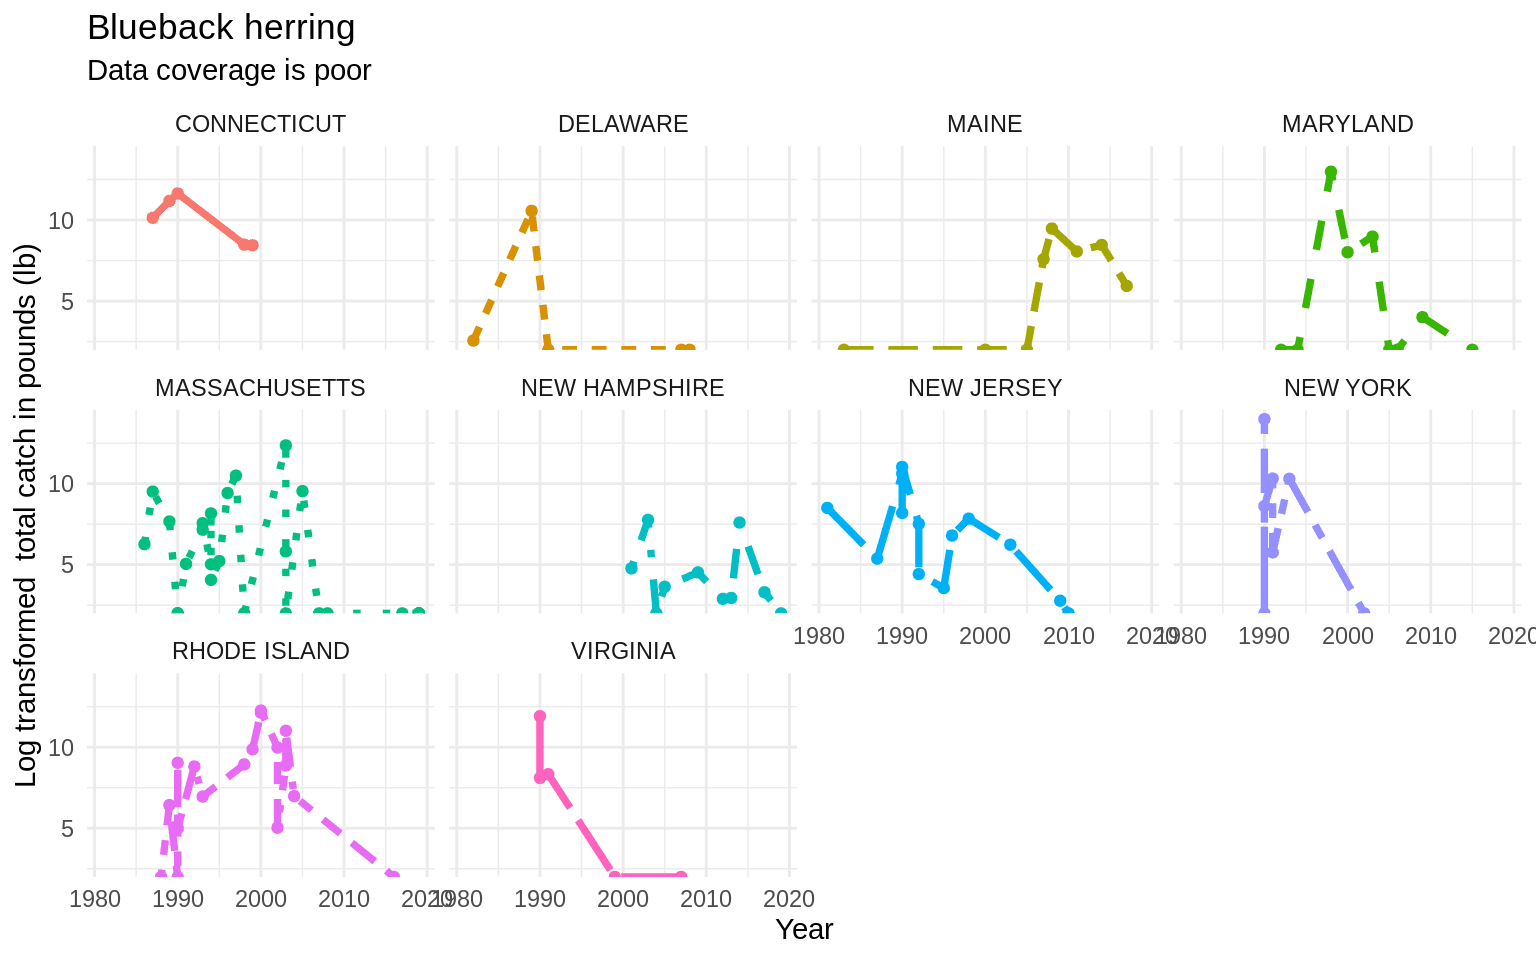 Blueback herring
Data coverage is poor
CONNECTICUT DELAWARE MAINE MARYLAND
10
5
MASSACHUSETTS NEW HAMPSHIRE NEW JERSEY NEW YORK
10
5
1980 1990 2000 2010 2020 1980 1990 2000 2010 2020
RHODE ISLAND VIRGINIA
10
5
1980 1990 2000 2010 2020 1980 1990 2000 2010 2020
Year
Log transformed  total catch in pounds (lb)